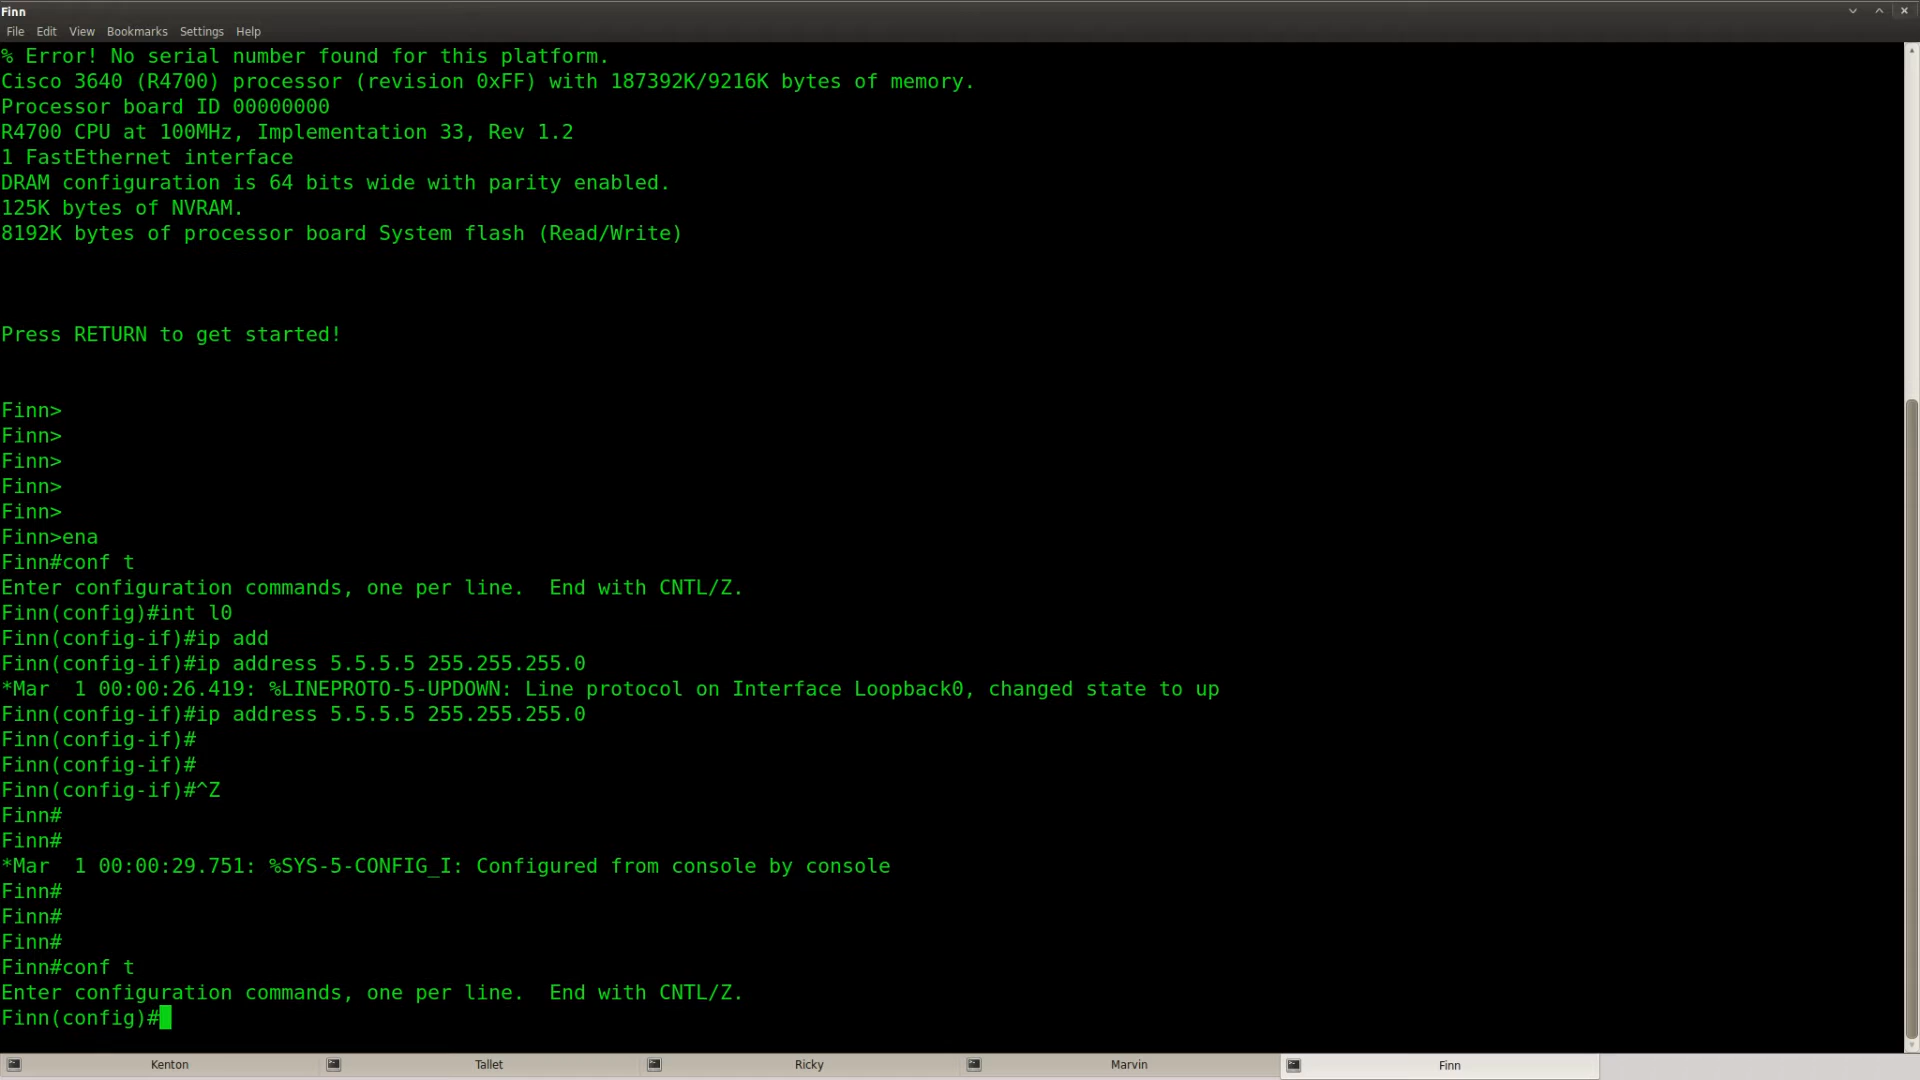 Finn
File Edit View Bookmarks Settings Help
% Error! No serial number found for this platform.
Cisco 3640 (R4700) processor (revision 0xFF) with 187392K/9216K bytes of memory.
Processor board ID 00000000
R4700 CPU at 100MHz, Implementation 33, Rev 1.2
1 FastEthernet interface
DRAM configuration is 64 bits wide with parity enabled.
125K bytes of NVRAM.
8192K bytes of processor board System flash (Read/Write)
Press RETURN to get started!
Finn>
Finn>
Finn>
Finn>
Finn>
Finn>ena
Finn#conf t
Enter configuration commands, one per line.  End with CNTL/Z.
Finn(config)#int l0
Finn(config-if)#ip add
Finn(config-if)#ip address 5.5.5.5 255.255.255.0
*Mar  1 00:00:26.419: %LINEPROTO-5-UPDOWN: Line protocol on Interface Loopback0, changed state to up
Finn(config-if)#ip address 5.5.5.5 255.255.255.0
Finn(config-if)#
Finn(config-if)#
Finn(config-if)#^Z
Finn#
Finn#
*Mar  1 00:00:29.751: %SYS-5-CONFIG_I: Configured from console by console
Finn#
Finn#
Finn#
Finn#conf t
Enter configuration commands, one per line.  End with CNTL/Z.
Finn(config)#
Kenton Tallet Ricky Marvin Finn